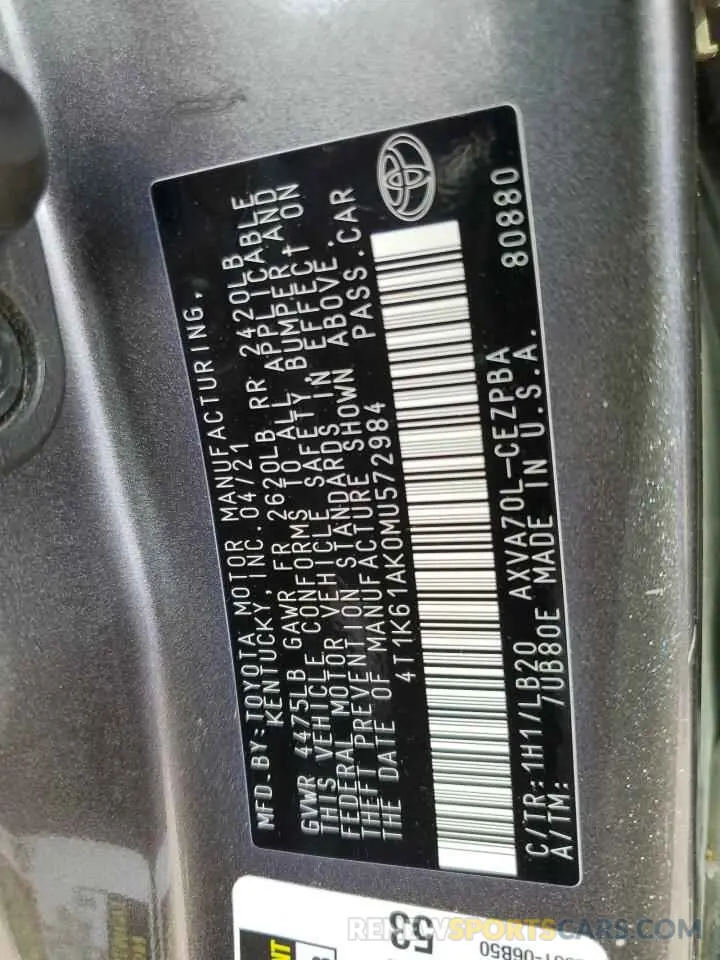 MFD.BY:TOYOTA MOTOR MANUFACTURING,
KENTUCKY, INC. 04/21
GVWR 4475LB GAWR FR 2620LB RR 2420LB
THIS VEHICLE CONFORMS TO ALL APPLICABLE
FEDERAL MOTOR VEHICLE SAFETY, BUMPER, AND
THEFT PREVENTION STANDARDS IN EFFECT ON
THE DATE OF MANUFACTURE SHOWN ABOVE.
4T1K61AK0MU572984 PASS.CAR
C/TR:1H1/LB20 AXVA70L-CEZPBA 80880
A/TM: /UB80E MADE IN U.S.A.
53
06B50
RENEWSPORTSCARS.COM